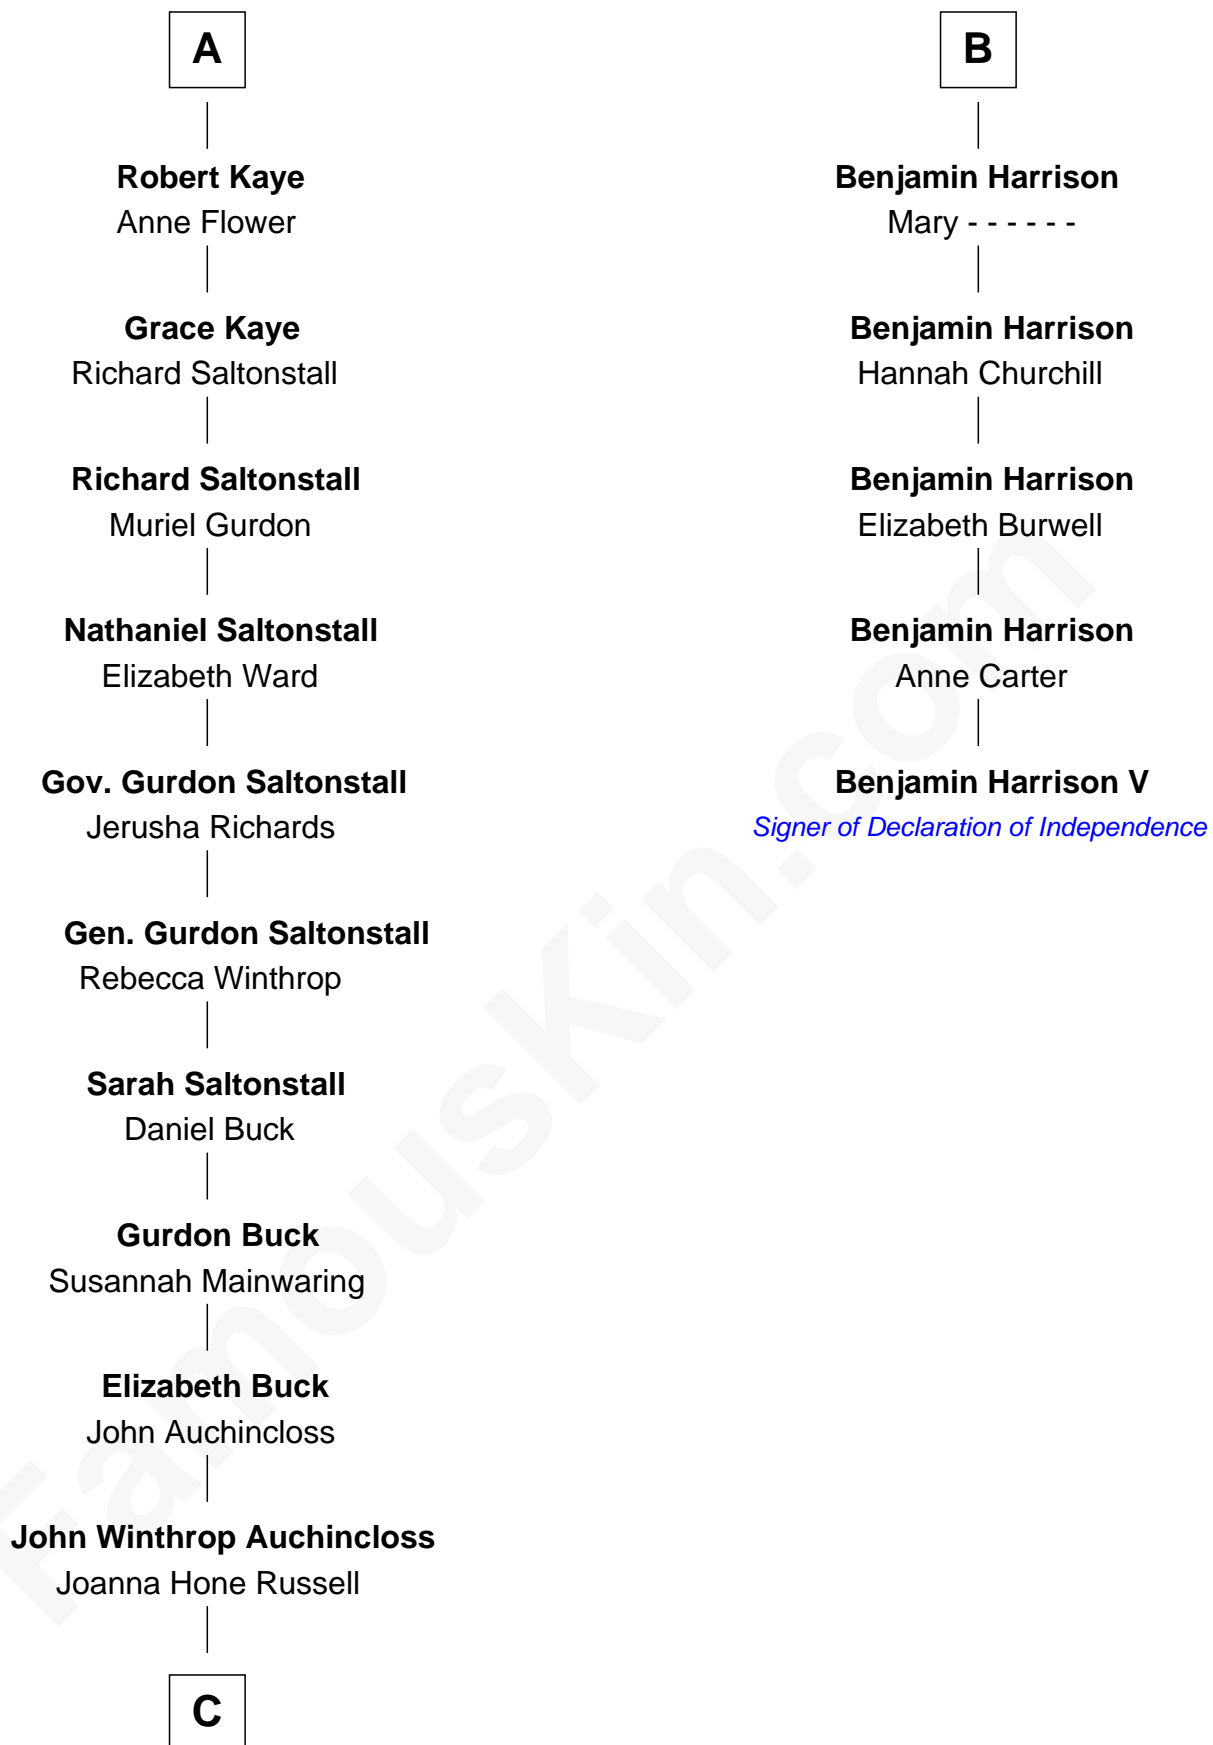 A
Robert Kaye
Anne Flower
Grace Kaye
Richard Saltonstall
Richard Saltonstall
Muriel Gurdon
Nathaniel Saltonstall
Elizabeth Ward
Gov. Gurdon Saltonstall
Jerusha Richards
Gen. Gurdon Saltonstall
Rebecca Winthrop
Sarah Saltonstall
Daniel Buck
Gurdon Buck
Susannah Mainwaring
Elizabeth Buck
John Auchincloss
John Winthrop Auchincloss
Joanna Hone Russell
C
B
Benjamin Harrison
Mary - - - - - -
Benjamin Harrison
Hannah Churchill
Benjamin Harrison
Elizabeth Burwell
Benjamin Harrison
Anne Carter
Benjamin Harrison V
Signer of Declaration of Independence
FamousKin.com